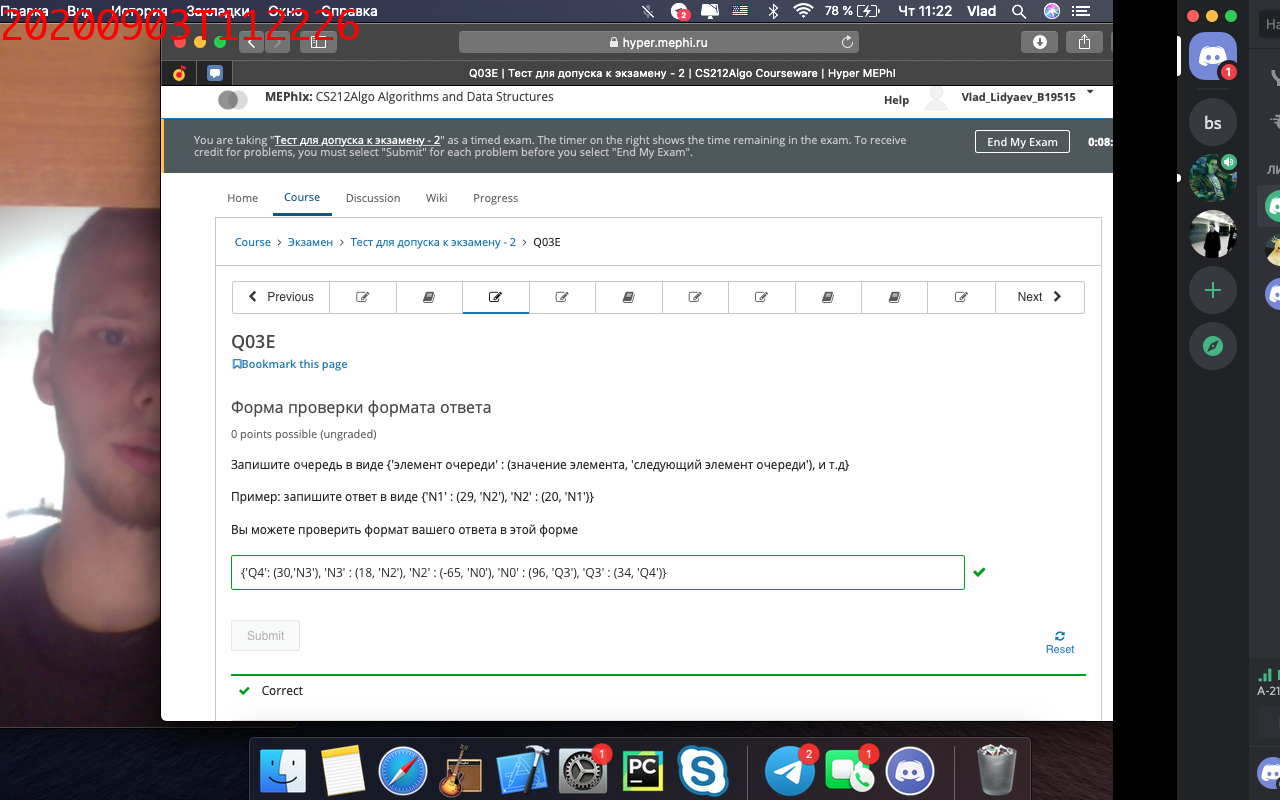 Правка Вид История Закладки Окно Справка
20200903T112226
2
78 %
Чт 11:22 Vlad
hyper.mephi.ru
Q03E | Тест для допуска к экзамену - 2 | CS212Algo Courseware | Hyper MEPhI
MEPhIx: CS212Algo Algorithms and Data Structures
Help
Vlad_Lidyaev_B19515
You are taking "Тест для допуска к экзамену - 2" as a timed exam. The timer on the right shows the time remaining in the exam. To receive
credit for problems, you must select "Submit" for each problem before you select "End My Exam".
End My Exam
0:08:
Home Course Discussion Wiki Progress
Course > Экзамен > Тест для допуска к экзамену - 2 > Q03E
Previous
Next
Q03E
Bookmark this page
Форма проверки формата ответа
0 points possible (ungraded)
Запишите очередь в виде {'элемент очереди' : (значение элемента, 'следующий элемент очереди'), и т.д}
Пример: запишите ответ в виде {'N1' : (29, 'N2'), 'N2' : (20, 'N1')}
Вы можете проверить формат вашего ответа в этой форме
{'Q4': (30,'N3'), 'N3' : (18, 'N2'), 'N2' : (-65, 'N0'), 'N0' : (96, 'Q3'), 'Q3' : (34, 'Q4')}
Submit
Reset
Correct
1
bs
На
ЛИ
A-21
1
PC
2
1